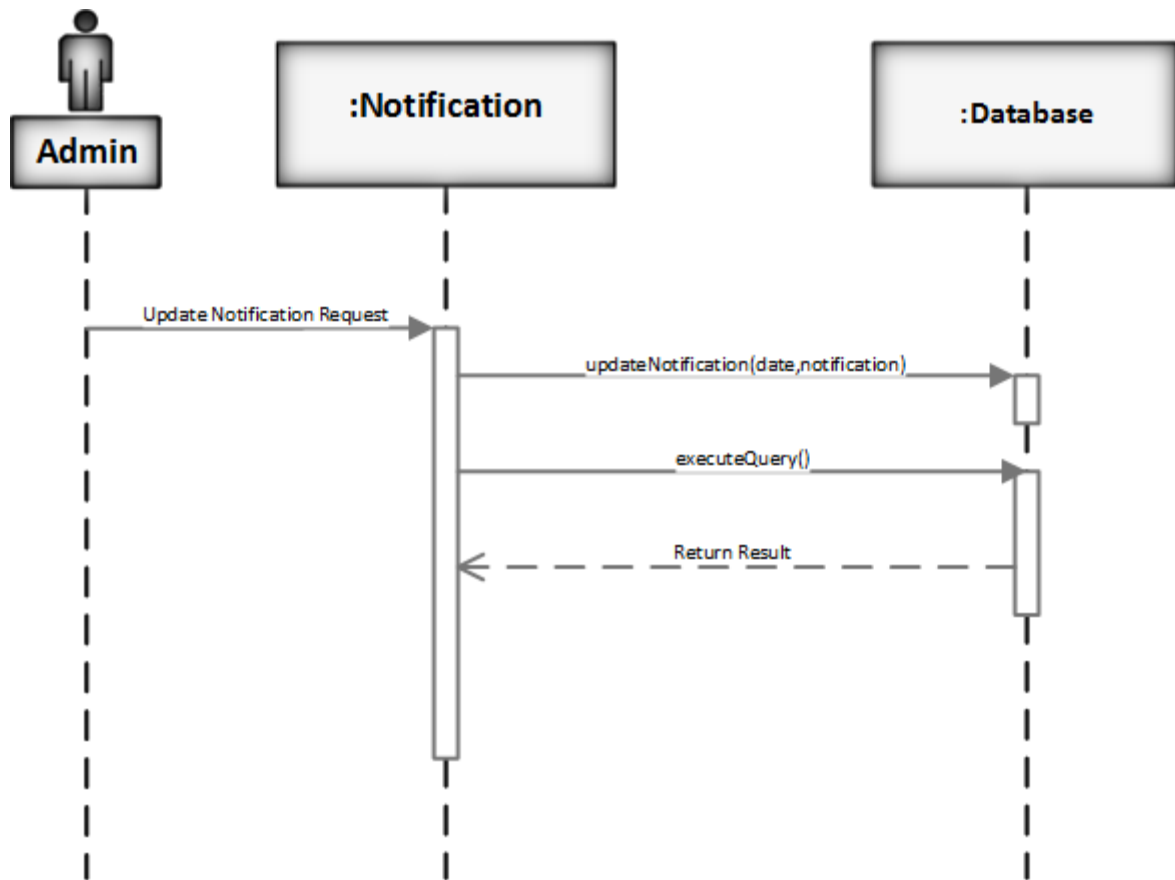 Admin
:Notification
:Database
Update Notification Request
updateNotification(date,notification)
executeQuery()
Return Result